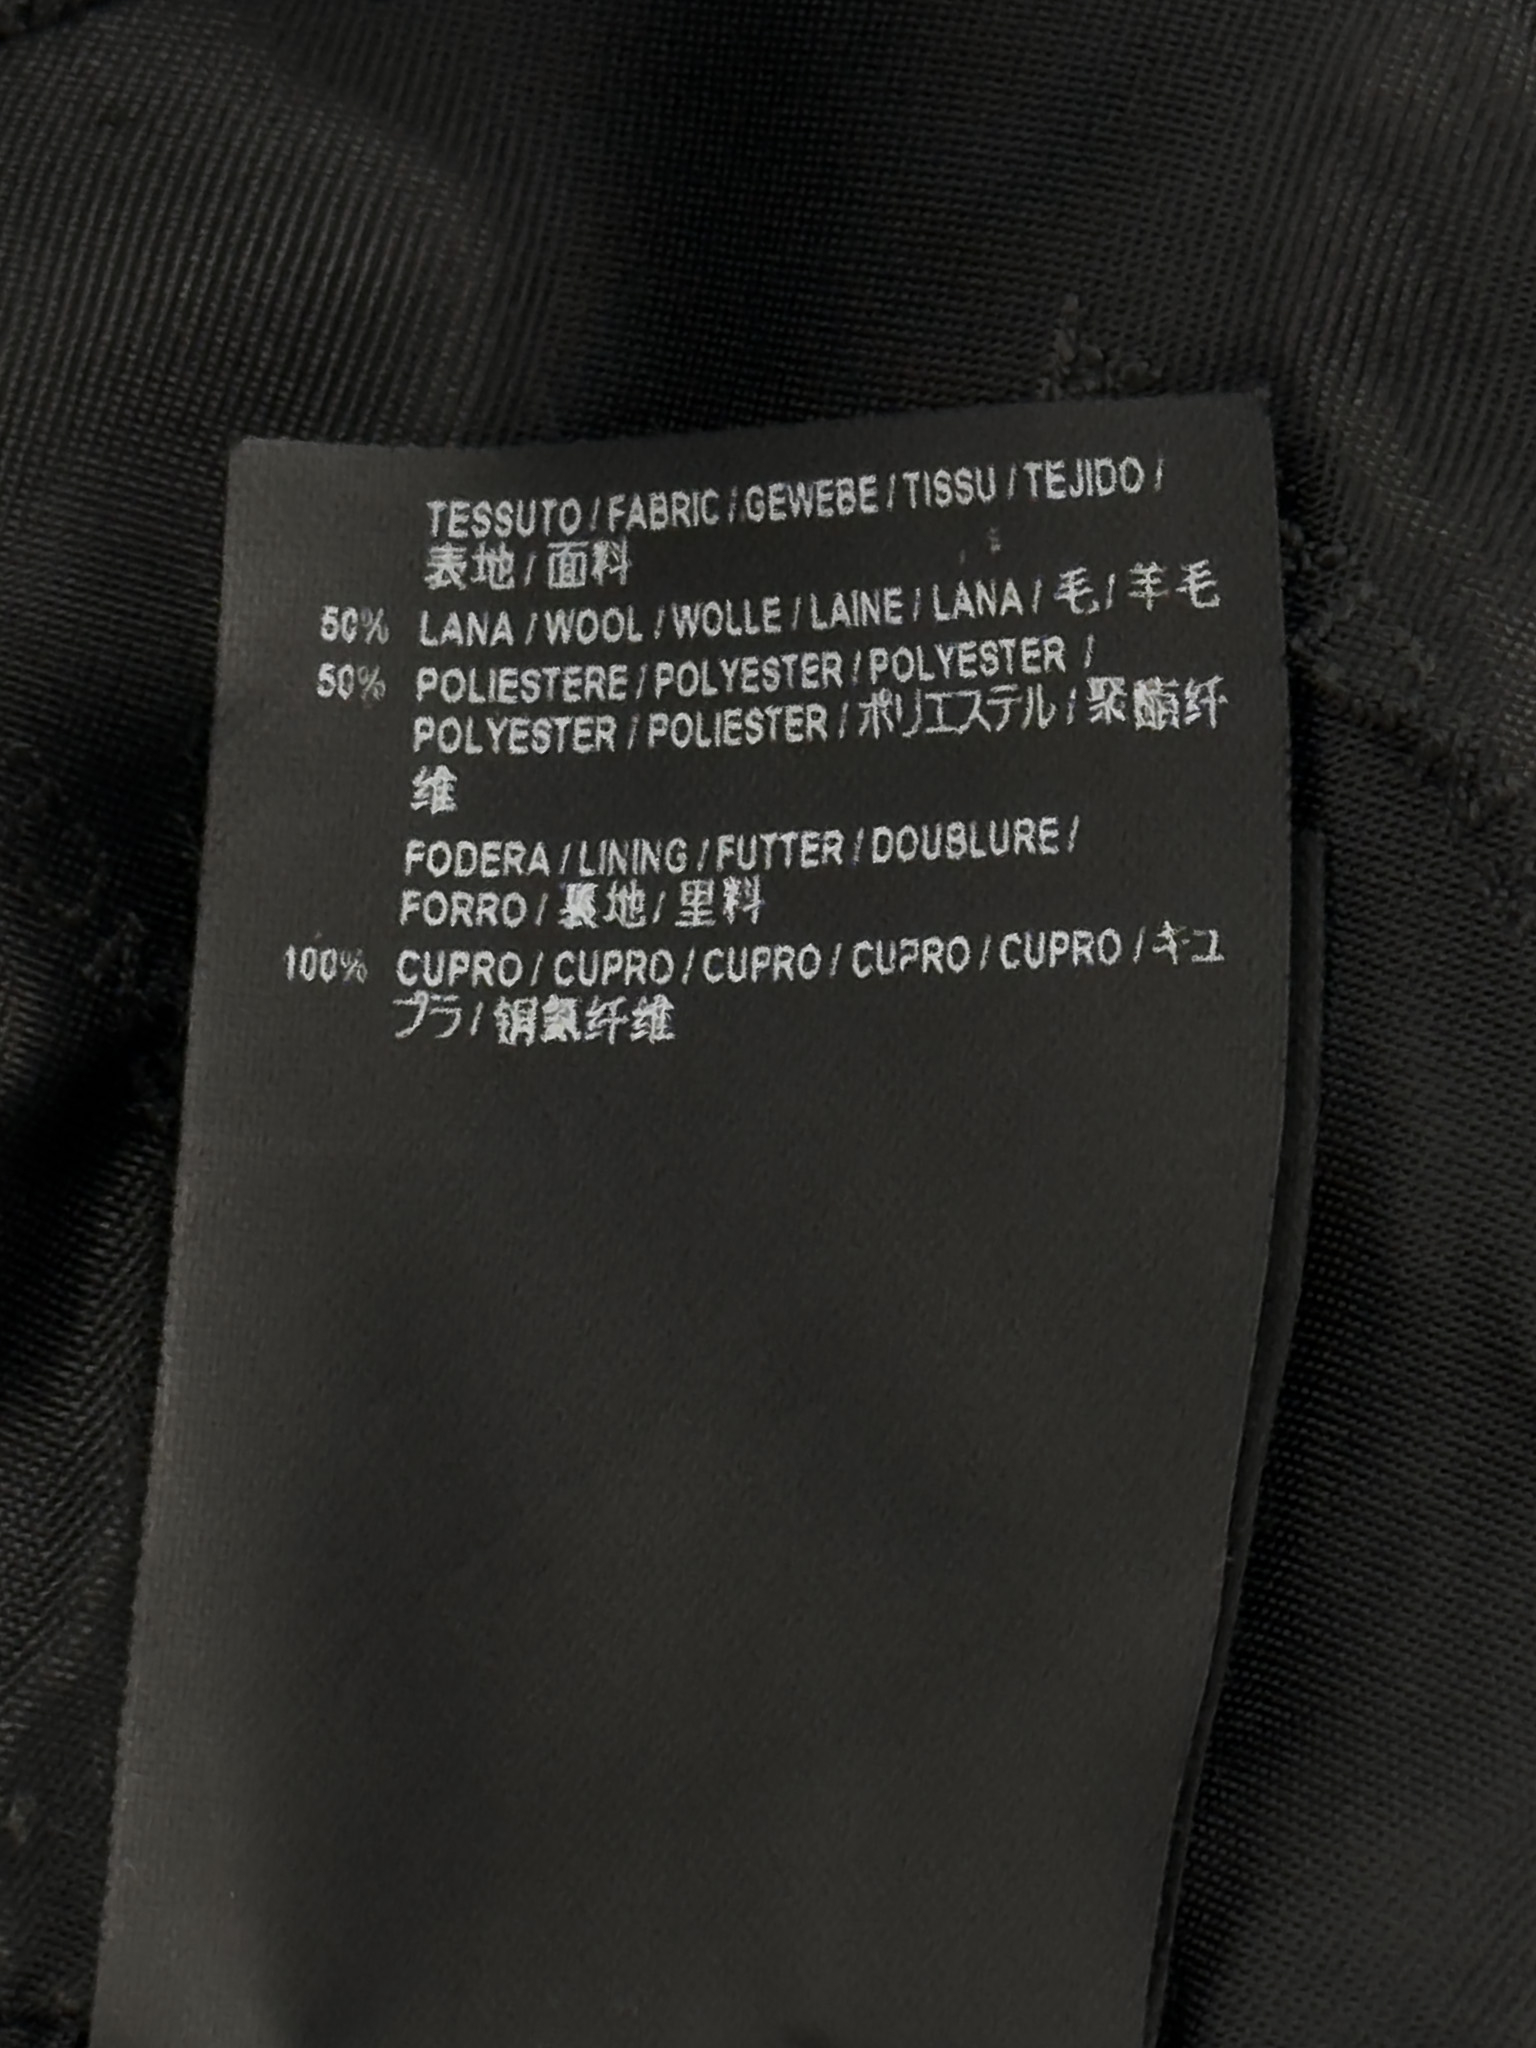 TESSUTO / FABRIC / GEWEBE / TISSU / TEJIDO /
表地 / 面料
50% LANA / WOOL / WOLLE / LAINE / LANA / 毛 / 羊毛
50% POLIESTERE / POLYESTER / POLYESTER /
POLYESTER / POLIESTER / ポリエステル / 聚酯纤
维
FODERA / LINING / FUTTER / DOUBLURE /
FORRO / 裏地 / 里料
100% CUPRO / CUPRO / CUPRO / CUPRO / CUPRO / キュ
プラ / 铜氨纤维